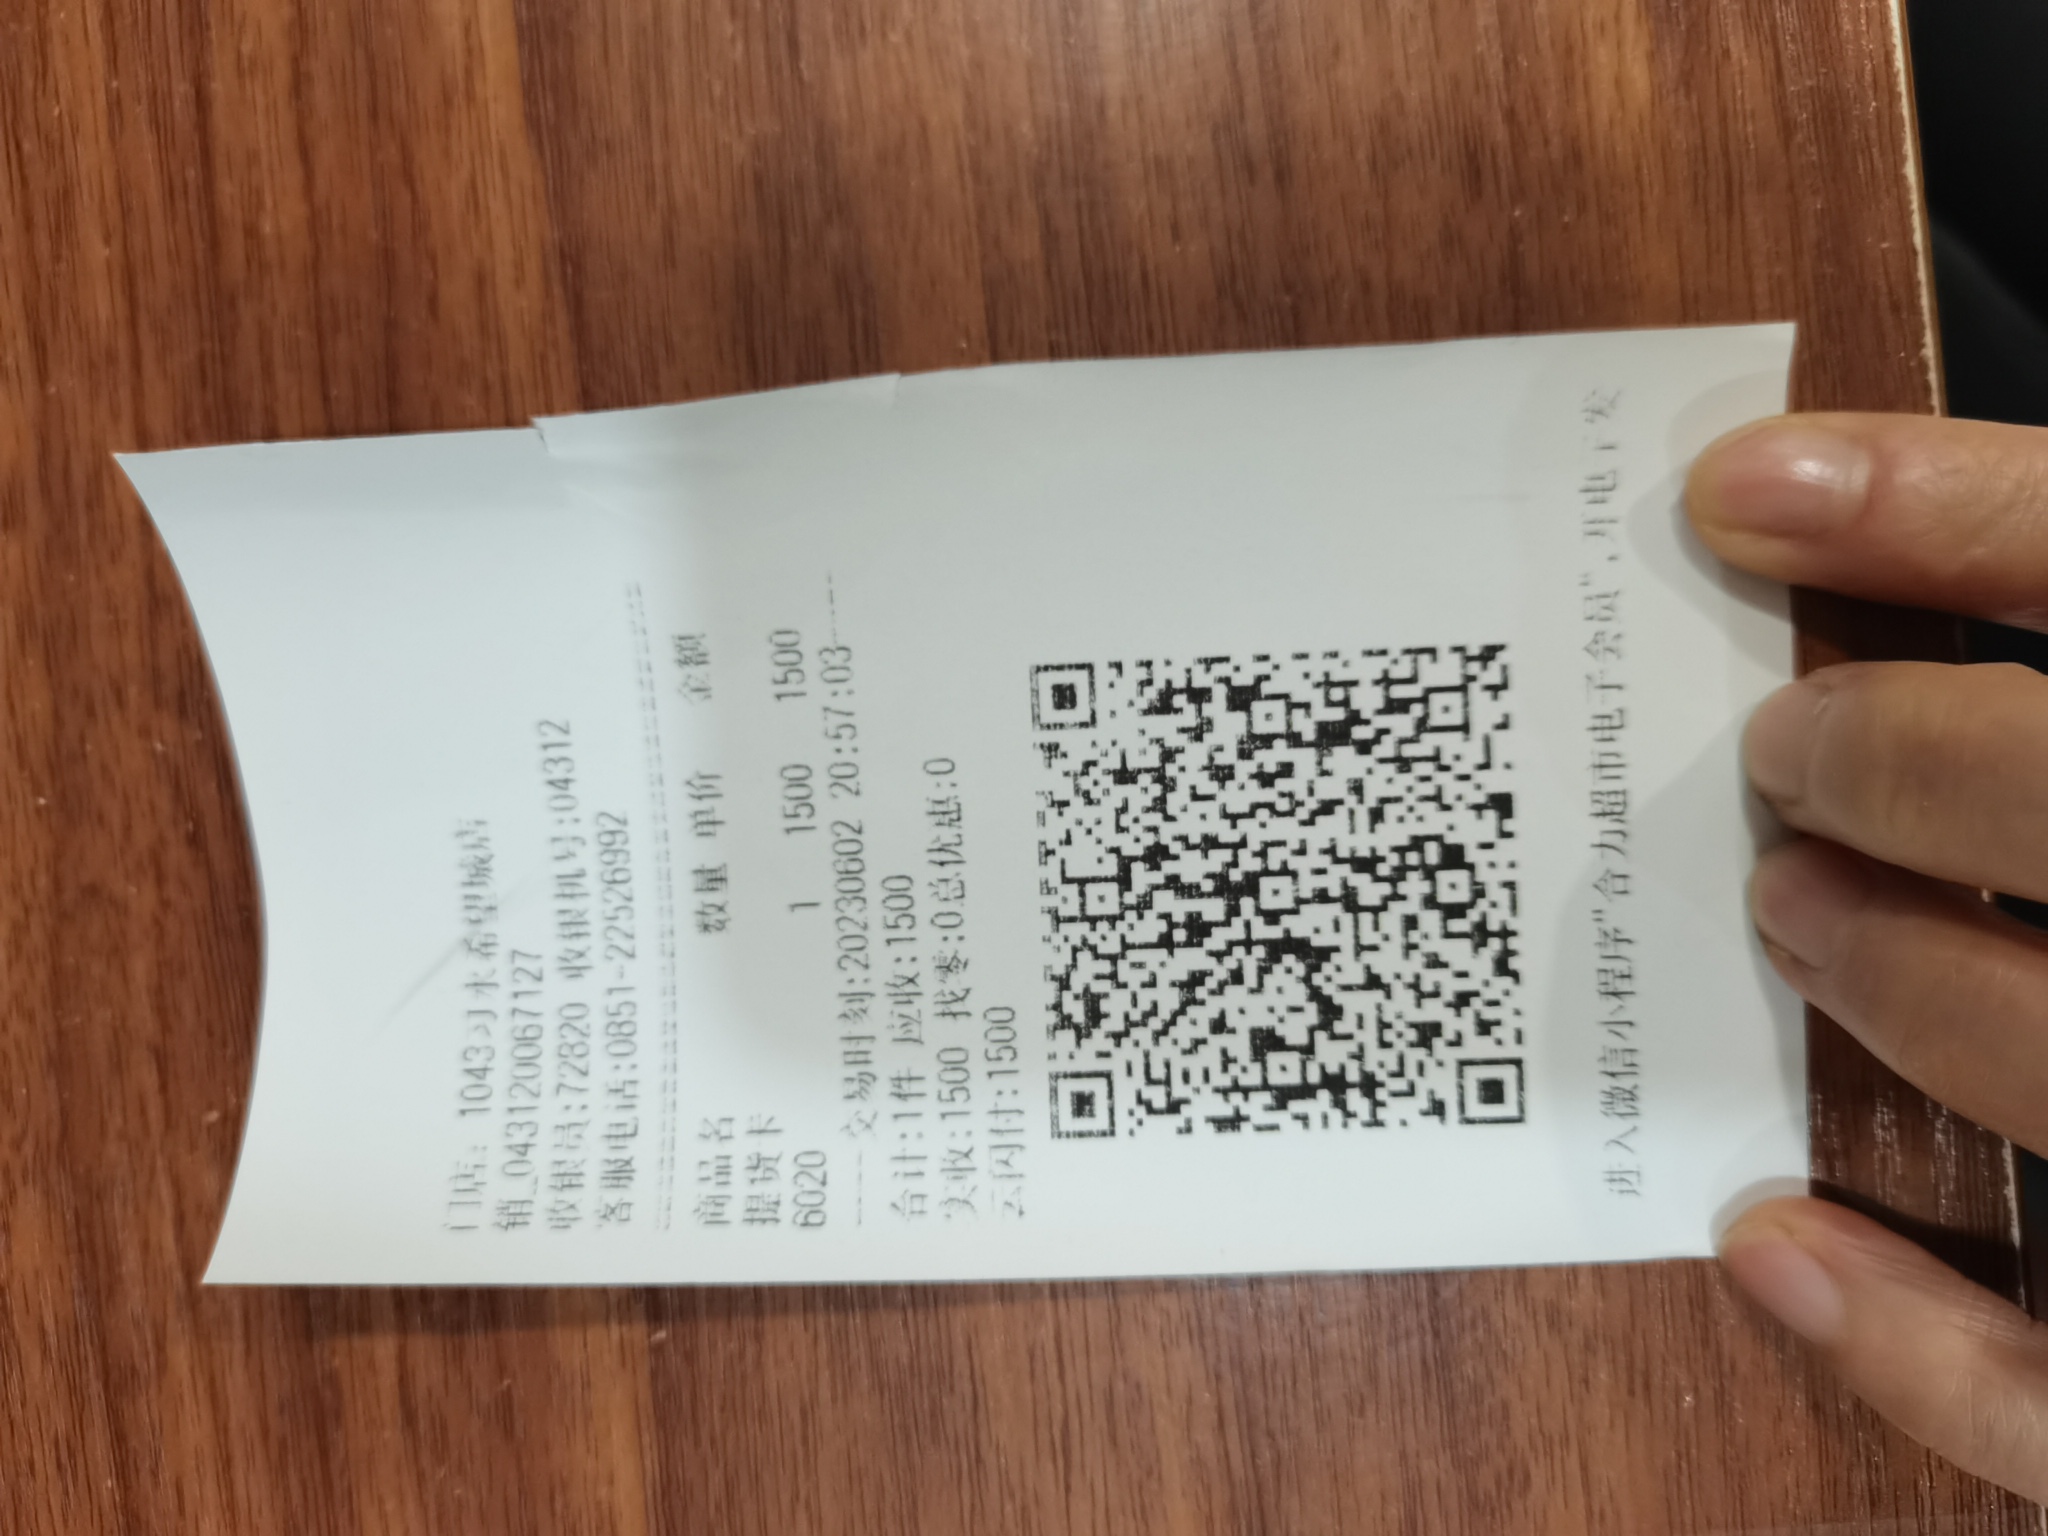 门店: 1043习水希望城店
销_043120067127
收银员:72820 收银机号:04312
客服电话:0851-22526992
商品名 数量 单价 金额
提货卡
6020 1 1500 1500
----交易时刻:20230602 20:57:03----
合计:1件 应收:1500
实收:1500 找零:0总优惠:0
云闪付:1500
进入微信小程序"合力超市电子会员",开电子发